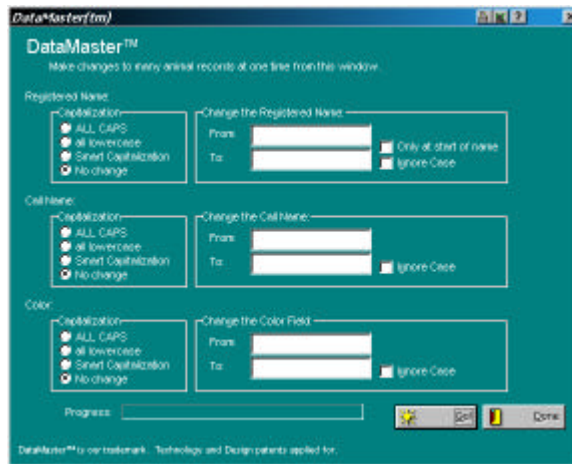 DataMaster(tm)
DataMaster™
Make changes to many animal records at one time from this window.
Registered Name:
Capitalization
ALL CAPS
all lowercase
Smart Capitalization
No change
Change the Registered Name:
From:
To:
Only at start of name
Ignore Case
Call Name:
Capitalization
ALL CAPS
all lowercase
Smart Capitalization
No change
Change the Call Name:
From:
To:
Ignore Case
Color:
Capitalization
ALL CAPS
all lowercase
Smart Capitalization
No change
Change the Color Field:
From:
To:
Ignore Case
Progress:
Go!
Done
DataMaster™ is our trademark. Technology and Design patents applied for.